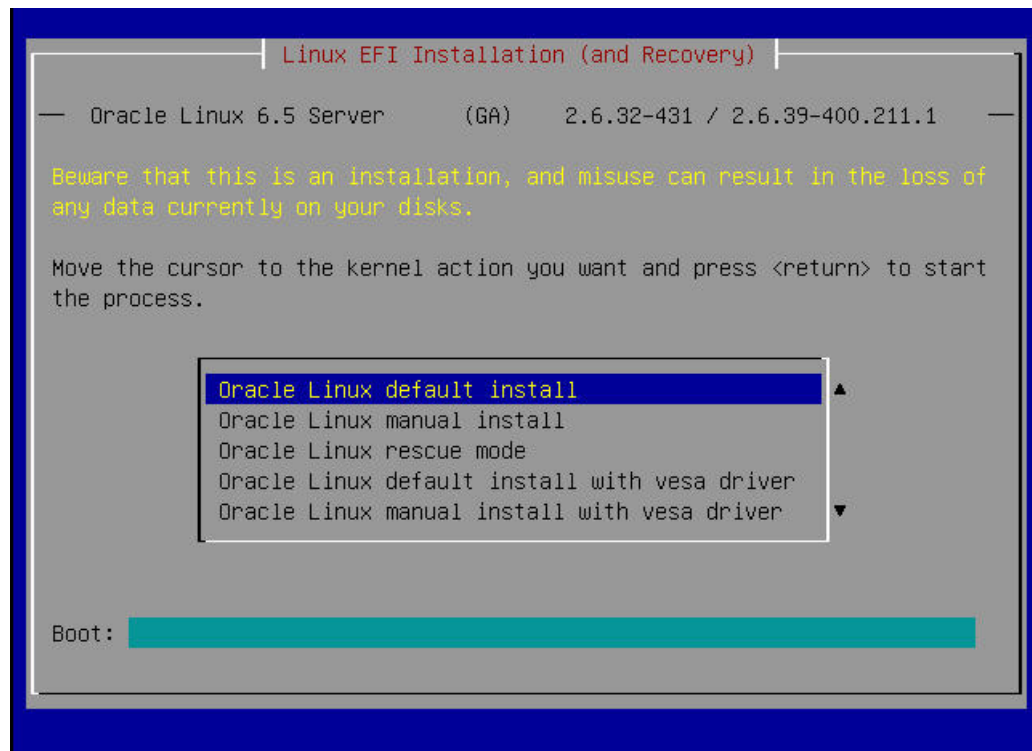 Linux EFI Installation (and Recovery)
Oracle Linux 6.5 Server (GA) 2.6.32-431 / 2.6.39-400.211.1
Beware that this is an installation, and misuse can result in the loss of
any data currently on your disks.
Move the cursor to the kernel action you want and press <return> to start
the process.
Oracle Linux default install
Oracle Linux manual install
Oracle Linux rescue mode
Oracle Linux default install with vesa driver
Oracle Linux manual install with vesa driver
Boot: